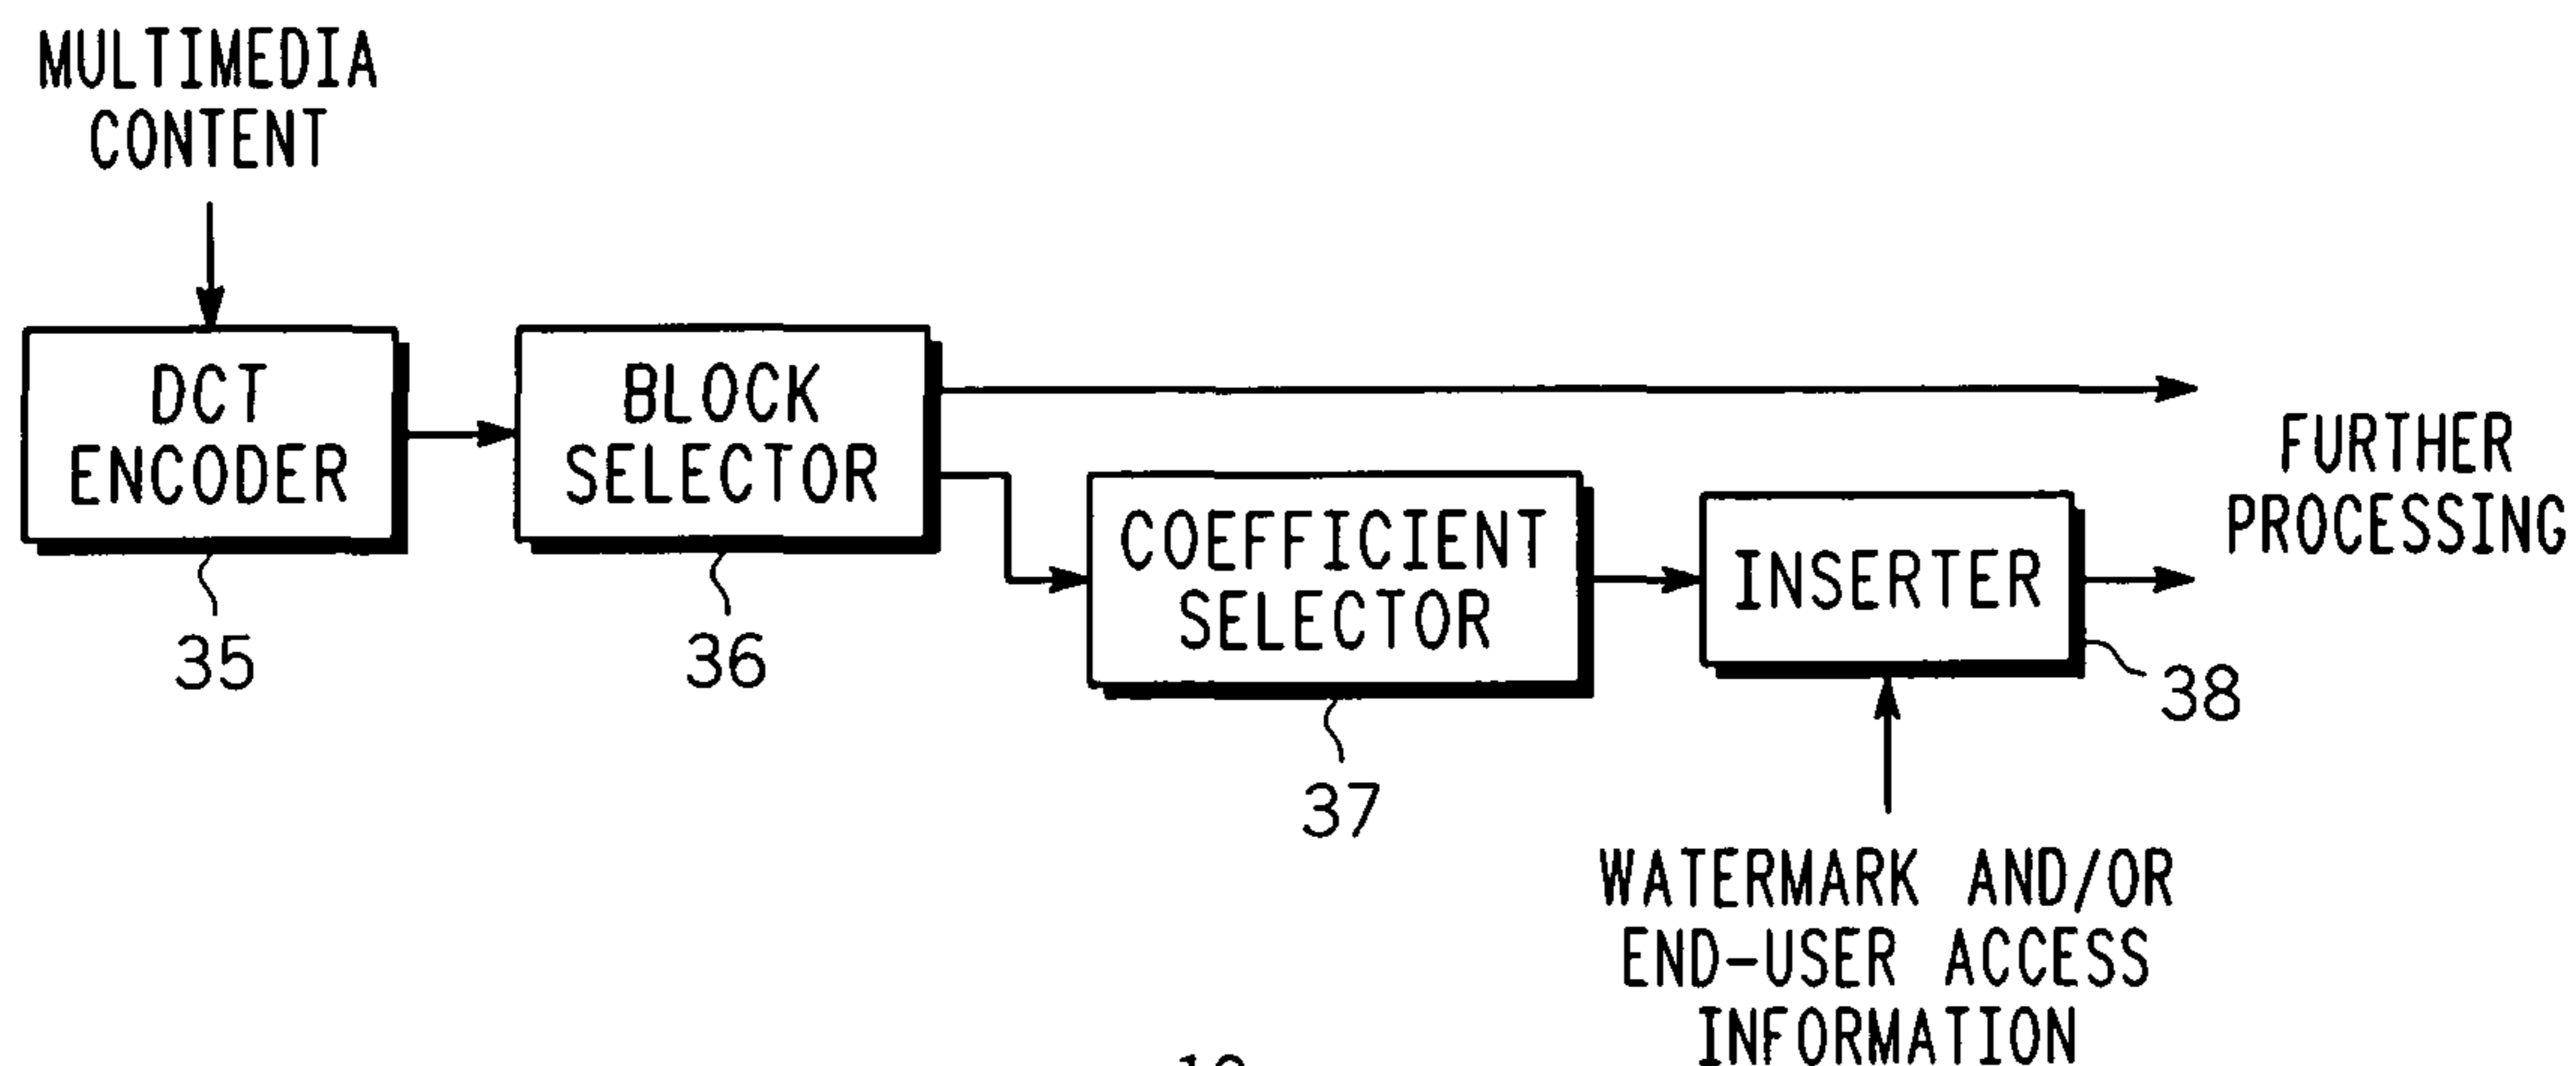 MULTIMEDIA
CONTENT
DCT
ENCODER
35
BLOCK
SELECTOR
36
COEFFICIENT
SELECTOR
37
INSERTER
38
FURTHER
PROCESSING
WATERMARK AND/OR
END-USER ACCESS
INFORMATION